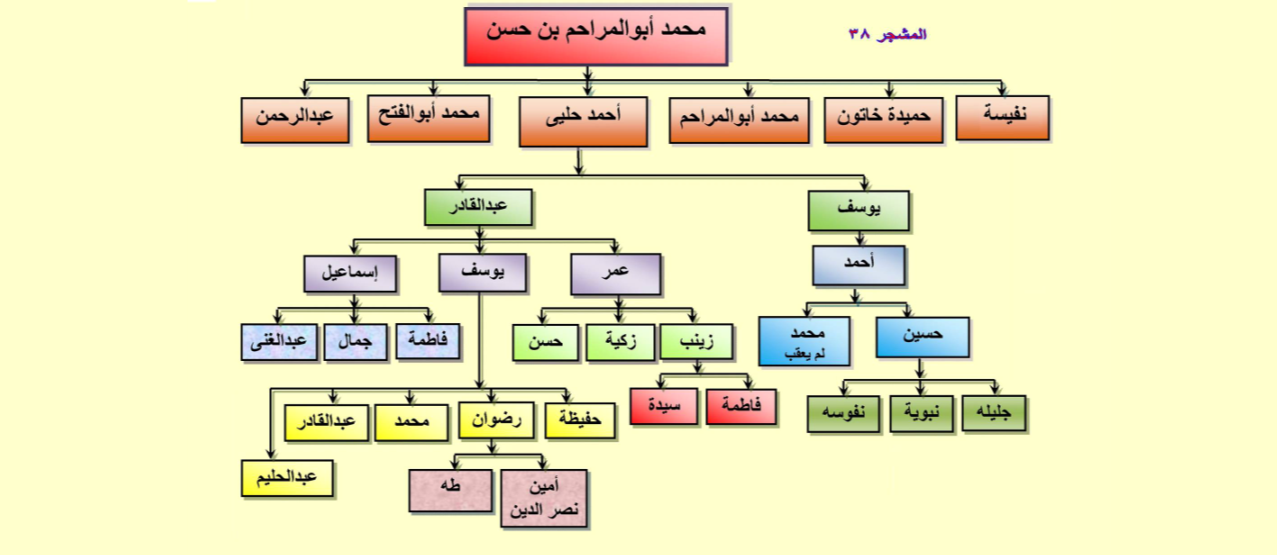 محمد أبوالمراحم بن حسن
المشجر ٣٨
نفيسة
حميدة خاتون
محمد أبوالمراحم
أحمد حلبى
محمد أبوالفتح
عبدالرحمن
يوسف
عبدالقادر
أحمد
عمر
يوسف
إسماعيل
حسين
محمد
لم يعقب
زينب
زكية
حسن
فاطمة
جمال
عبدالغنى
جليله
نبوية
نفوسه
فاطمة
سيدة
حفيظة
رضوان
محمد
عبدالقادر
عبدالحليم
أمين
نصر الدين
طه